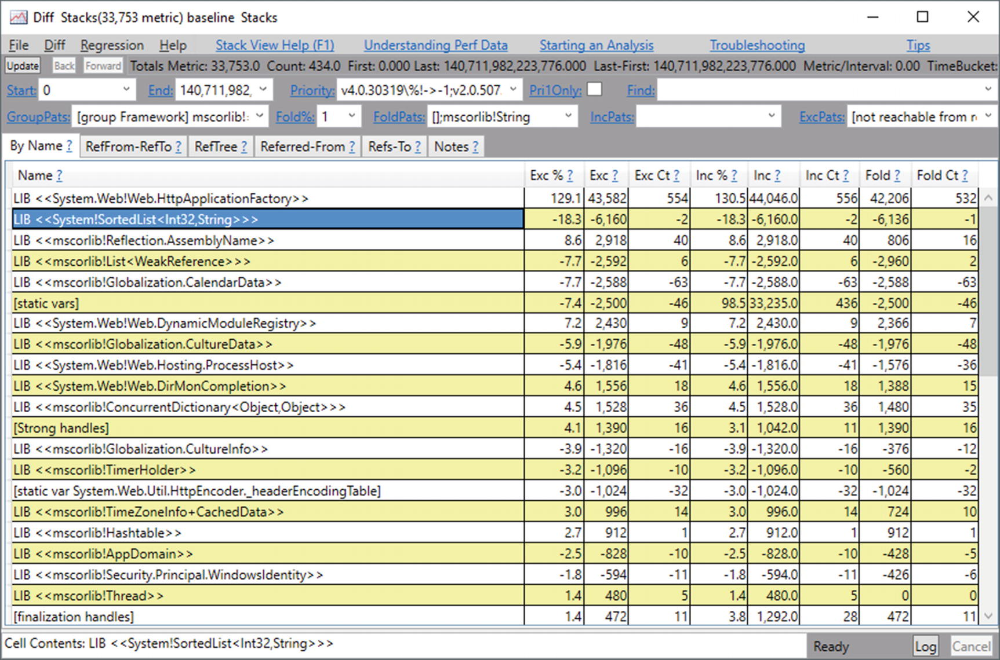 Diff Stacks(33,753 metric) baseline Stacks
File Diff Regression Help Stack View Help (F1) Understanding Perf Data Starting an Analysis Troubleshooting Tips
Update Back Forward Totals Metric: 33,753.0 Count: 434.0 First: 0.000 Last: 140,711,982,223,776.000 Last-First: 140,711,982,223,776.000 Metric/Interval: 0.00 TimeBucket:
Start: 0 End: 140,711,982, Priority: v4.0.30319\%!->-1;v2.0.507 Pri1Only: Find:
GroupPats: [group Framework] mscorlib!: Fold%: 1 FoldPats: [];mscorlib!String IncPats: ExcPats: [not reachable from r
By Name ? RefFrom-RefTo ? RefTree ? Referred-From ? Refs-To ? Notes ?
Name ? Exc % ? Exc ? Exc Ct ? Inc % ? Inc ? Inc Ct ? Fold ? Fold Ct ?
LIB <<System.Web!Web.HttpApplicationFactory>> 129.1 43,582 554 130.5 44,046.0 556 42,206 532
LIB <<System!SortedList<Int32,String>>> -18.3 -6,160 -2 -18.3 -6,160.0 -2 -6,136 -1
LIB <<mscorlib!Reflection.AssemblyName>> 8.6 2,918 40 8.6 2,918.0 40 806 16
LIB <<mscorlib!List<WeakReference>>> -7.7 -2,592 6 -7.7 -2,592.0 6 -2,960 2
LIB <<mscorlib!Globalization.CalendarData>> -7.7 -2,588 -63 -7.7 -2,588.0 -63 -2,588 -63
[static vars] -7.4 -2,500 -46 98.5 33,235.0 436 -2,500 -46
LIB <<System.Web!Web.DynamicModuleRegistry>> 7.2 2,430 9 7.2 2,430.0 9 2,366 7
LIB <<mscorlib!Globalization.CultureData>> -5.9 -1,976 -48 -5.9 -1,976.0 -48 -1,976 -48
LIB <<System.Web!Web.Hosting.ProcessHost>> -5.4 -1,816 -41 -5.4 -1,816.0 -41 -1,576 -36
LIB <<System.Web!Web.DirMonCompletion>> 4.6 1,556 18 4.6 1,556.0 18 1,388 15
LIB <<mscorlib!ConcurrentDictionary<Object,Object>>> 4.5 1,528 36 4.5 1,528.0 36 1,480 35
[Strong handles] 4.1 1,390 16 3.1 1,042.0 11 1,390 16
LIB <<mscorlib!Globalization.CultureInfo>> -3.9 -1,320 -16 -3.9 -1,320.0 -16 -376 -12
LIB <<mscorlib!TimerHolder>> -3.2 -1,096 -10 -3.2 -1,096.0 -10 -560 -2
[static var System.Web.Util.HttpEncoder._headerEncodingTable] -3.0 -1,024 -32 -3.0 -1,024.0 -32 -1,024 -32
LIB <<mscorlib!TimeZoneInfo+CachedData>> 3.0 996 14 3.0 996.0 14 724 10
LIB <<mscorlib!Hashtable>> 2.7 912 1 2.7 912.0 1 912 1
LIB <<mscorlib!AppDomain>> -2.5 -828 -10 -2.5 -828.0 -10 -428 -5
LIB <<mscorlib!Security.Principal.WindowsIdentity>> -1.8 -594 -11 -1.8 -594.0 -11 -426 -6
LIB <<mscorlib!Thread>> 1.4 480 5 1.4 480.0 5 0 0
[finalization handles] 1.4 472 11 3.8 1,292.0 28 472 11
Cell Contents: LIB <<System!SortedList<Int32,String>>> Ready Log Cancel